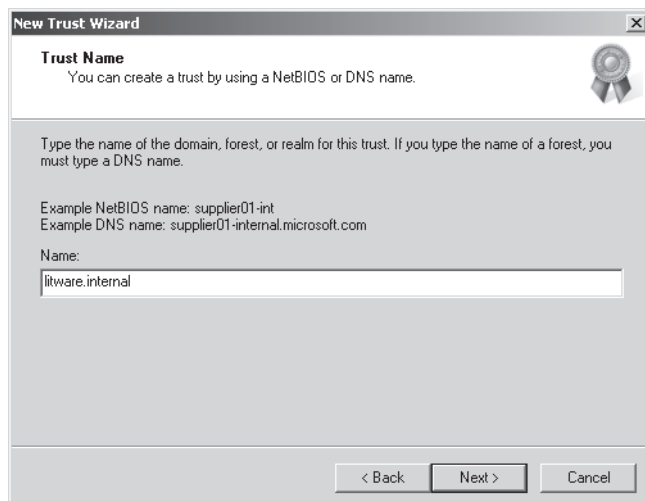 New Trust Wizard
Trust Name
You can create a trust by using a NetBIOS or DNS name.
Type the name of the domain, forest, or realm for this trust. If you type the name of a forest, you
must type a DNS name.
Example NetBIOS name: supplier01-int
Example DNS name: supplier01-internal.microsoft.com
Name:
litware.internal
< Back
Next >
Cancel